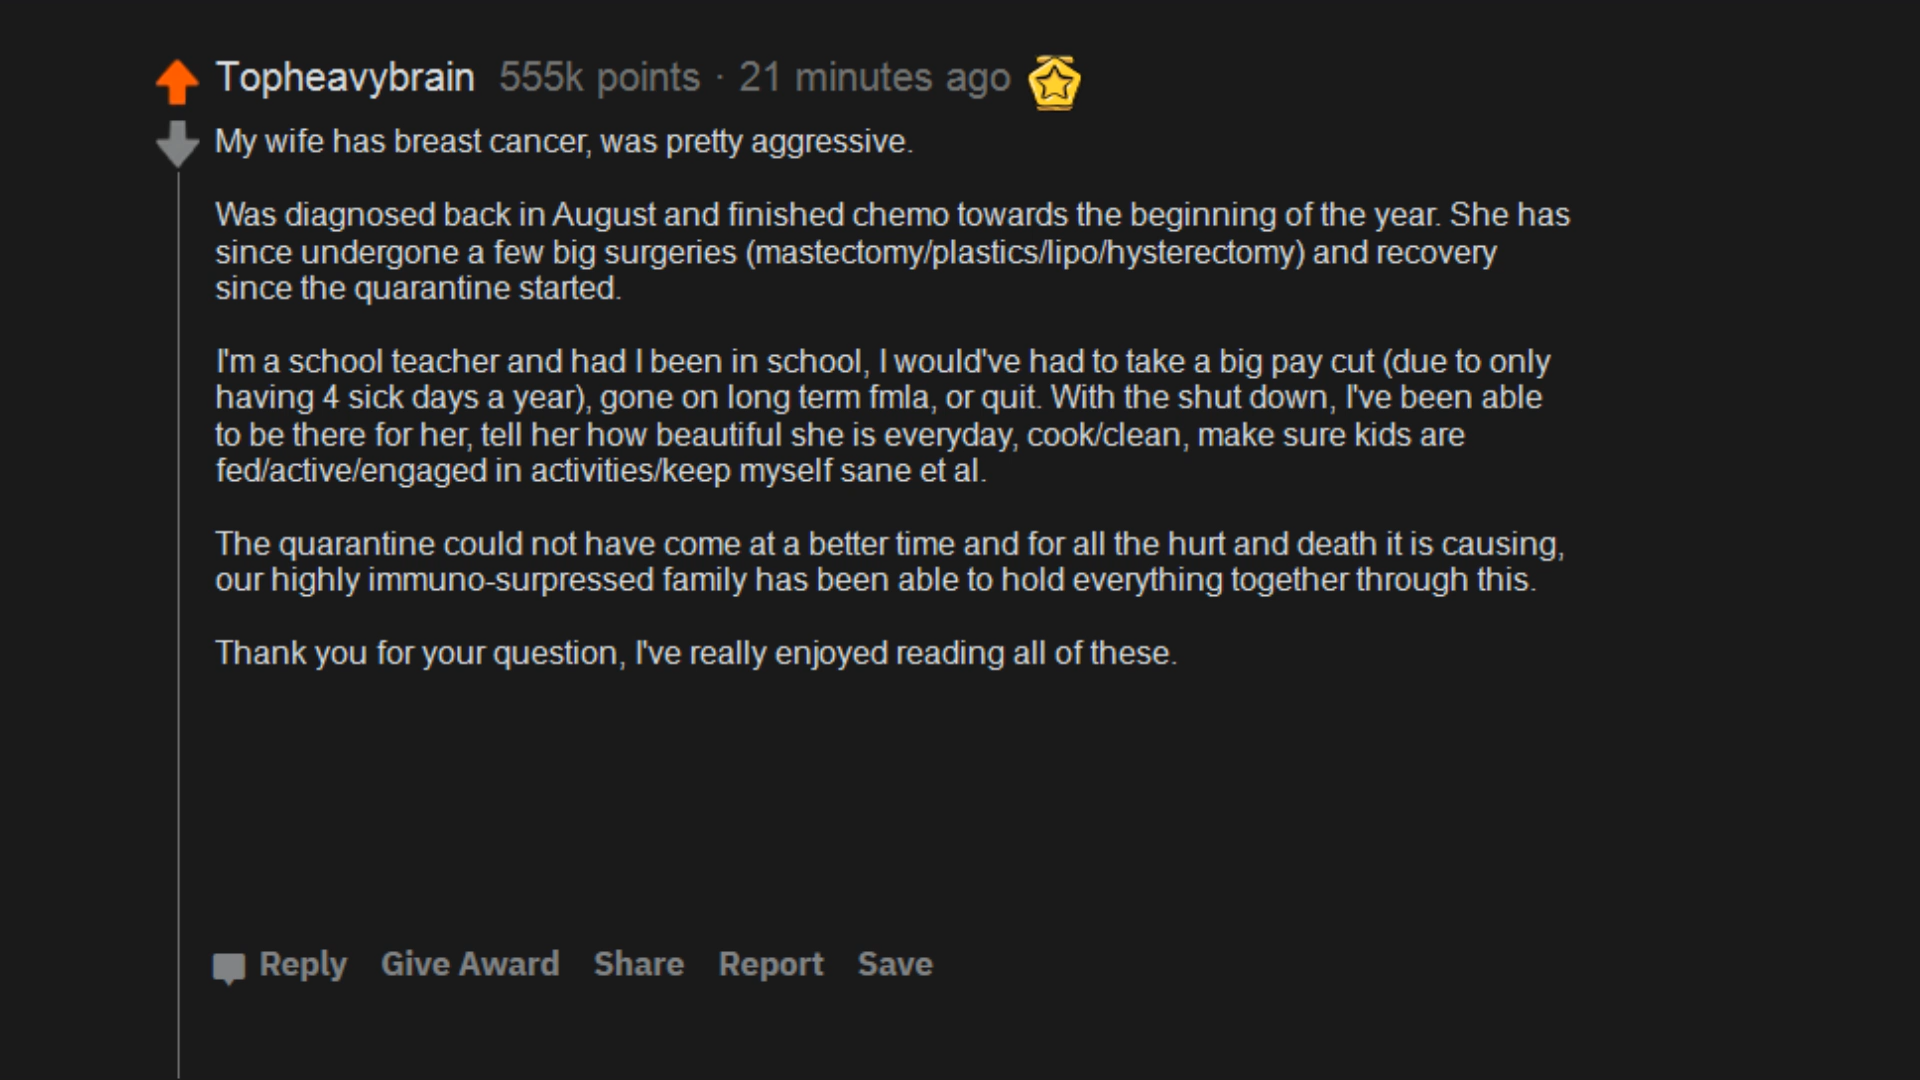 Topheavybrain 555k points · 21 minutes ago
My wife has breast cancer, was pretty aggressive.
Was diagnosed back in August and finished chemo towards the beginning of the year. She has
since undergone a few big surgeries (mastectomy/plastics/lipo/hysterectomy) and recovery
since the quarantine started.
I'm a school teacher and had I been in school, I would've had to take a big pay cut (due to only
having 4 sick days a year), gone on long term fmla, or quit. With the shut down, I've been able
to be there for her, tell her how beautiful she is everyday, cook/clean, make sure kids are
fed/active/engaged in activities/keep myself sane et al.
The quarantine could not have come at a better time and for all the hurt and death it is causing,
our highly immuno-surpressed family has been able to hold everything together through this.
Thank you for your question, I've really enjoyed reading all of these.
Reply Give Award Share Report Save